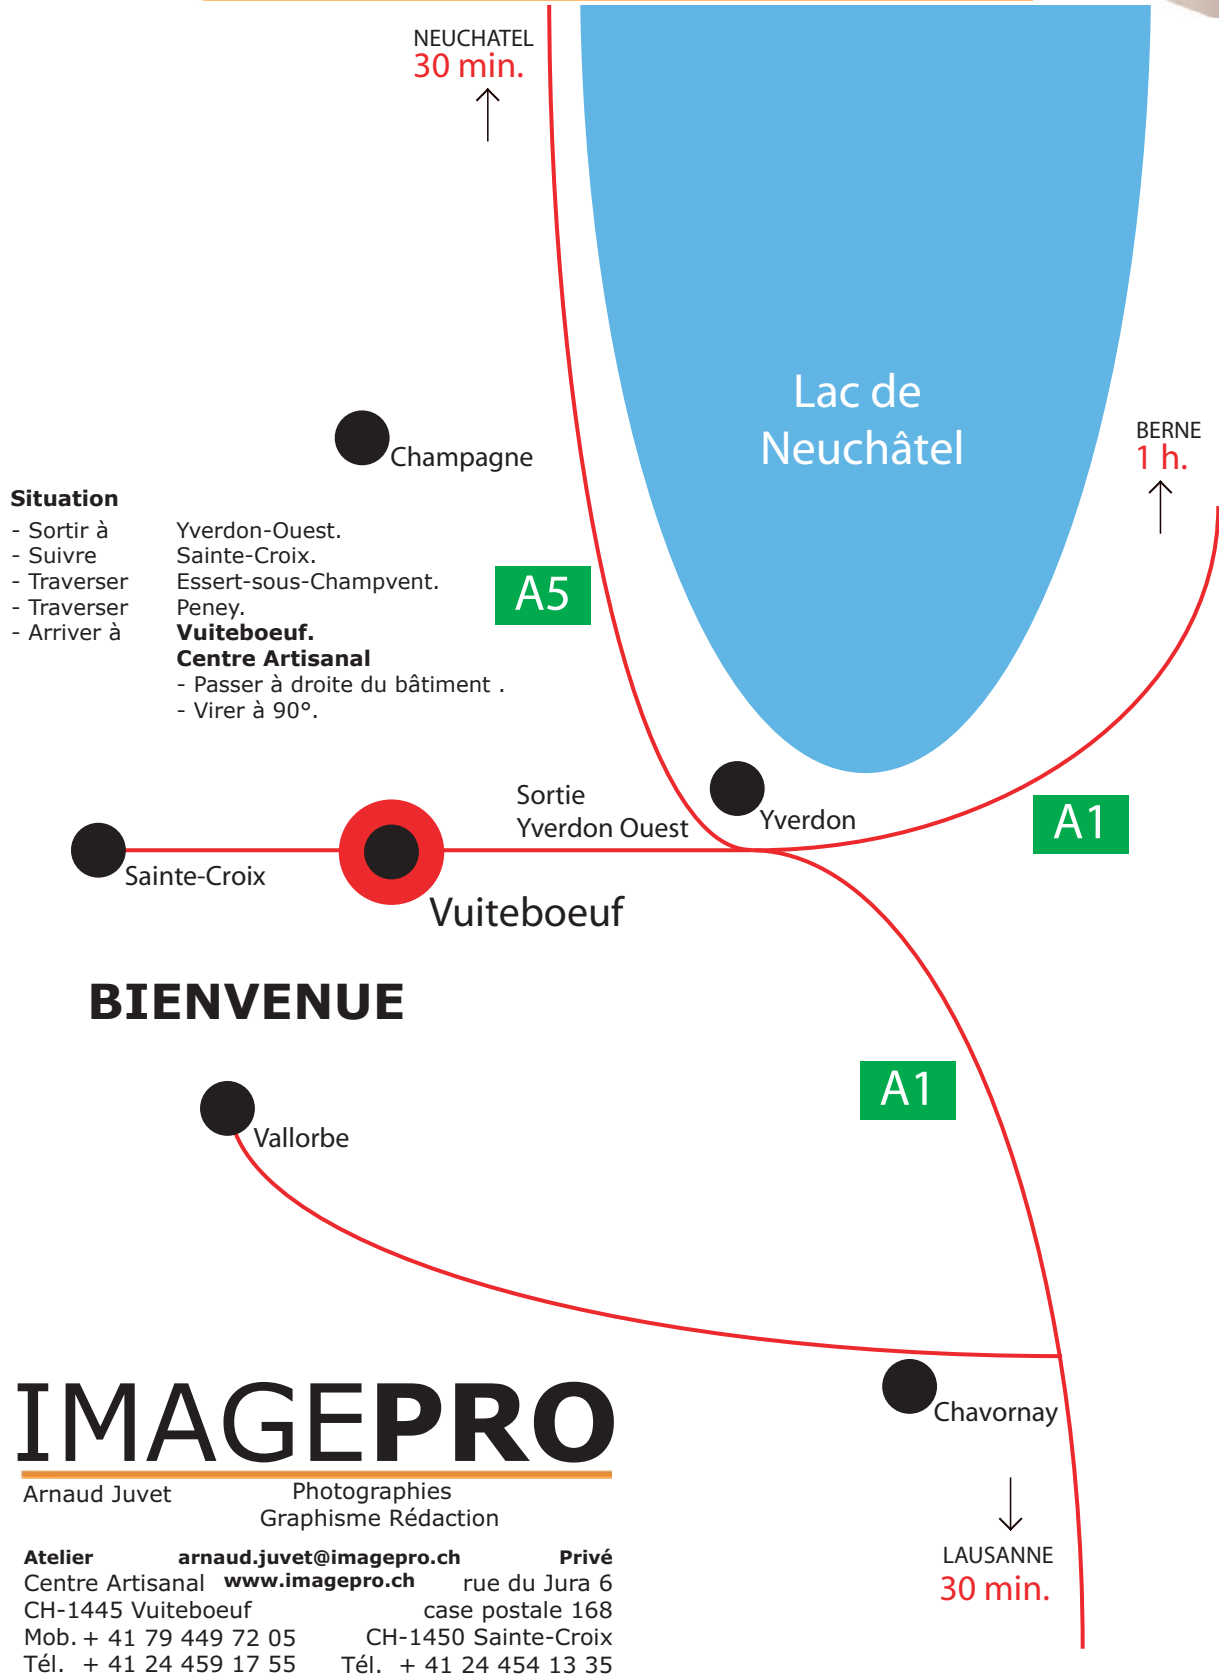 NEUCHATEL
30 min.
Lac de
Neuchâtel
BERNE
1 h.
Champagne
Situation
- Sortir à Yverdon-Ouest.
- Suivre Sainte-Croix.
- Traverser Essert-sous-Champvent.
- Traverser Peney.
- Arriver à Vuiteboeuf.
Centre Artisanal
- Passer à droite du bâtiment .
- Virer à 90°.
A5
Sortie
Yverdon Ouest
Yverdon
A1
Sainte-Croix
Vuiteboeuf
BIENVENUE
A1
Vallorbe
Chavornay
LAUSANNE
30 min.
IMAGEPRO
Arnaud Juvet Photographies
Graphisme Rédaction
Atelier arnaud.juvet@imagepro.ch Privé
Centre Artisanal www.imagepro.ch rue du Jura 6
CH-1445 Vuiteboeuf case postale 168
Mob. + 41 79 449 72 05 CH-1450 Sainte-Croix
Tél. + 41 24 459 17 55 Tél. + 41 24 454 13 35